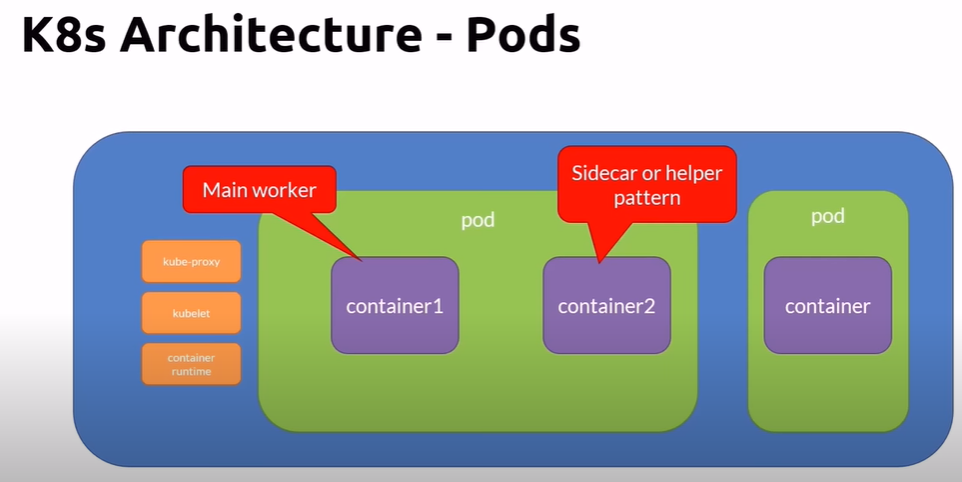 K8s Architecture - Pods
Main worker
Sidecar or helper
pattern
pod
pod
kube-proxy
kubelet
container
runtime
container1
container2
container